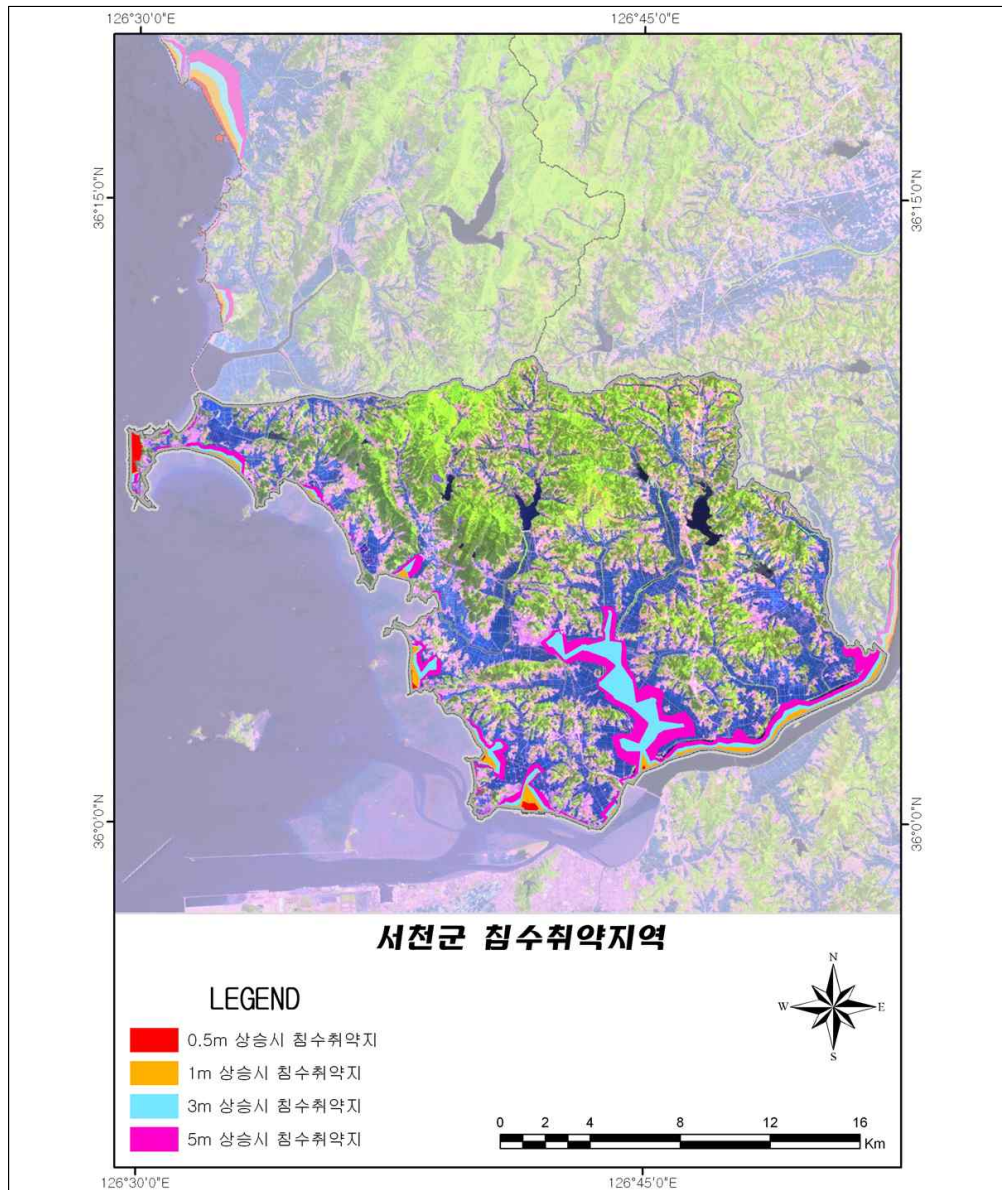 126°30'0"E 126°45'0"E
36°15'0"N 36°15'0"N
36°0'0"N 36°0'0"N
서천군 침수취약지역
N
W E
S
LEGEND
0.5m 상승시 침수취약지
1m 상승시 침수취약지
3m 상승시 침수취약지
5m 상승시 침수취약지
0 2 4 8 12 16
Km
126°30'0"E 126°45'0"E